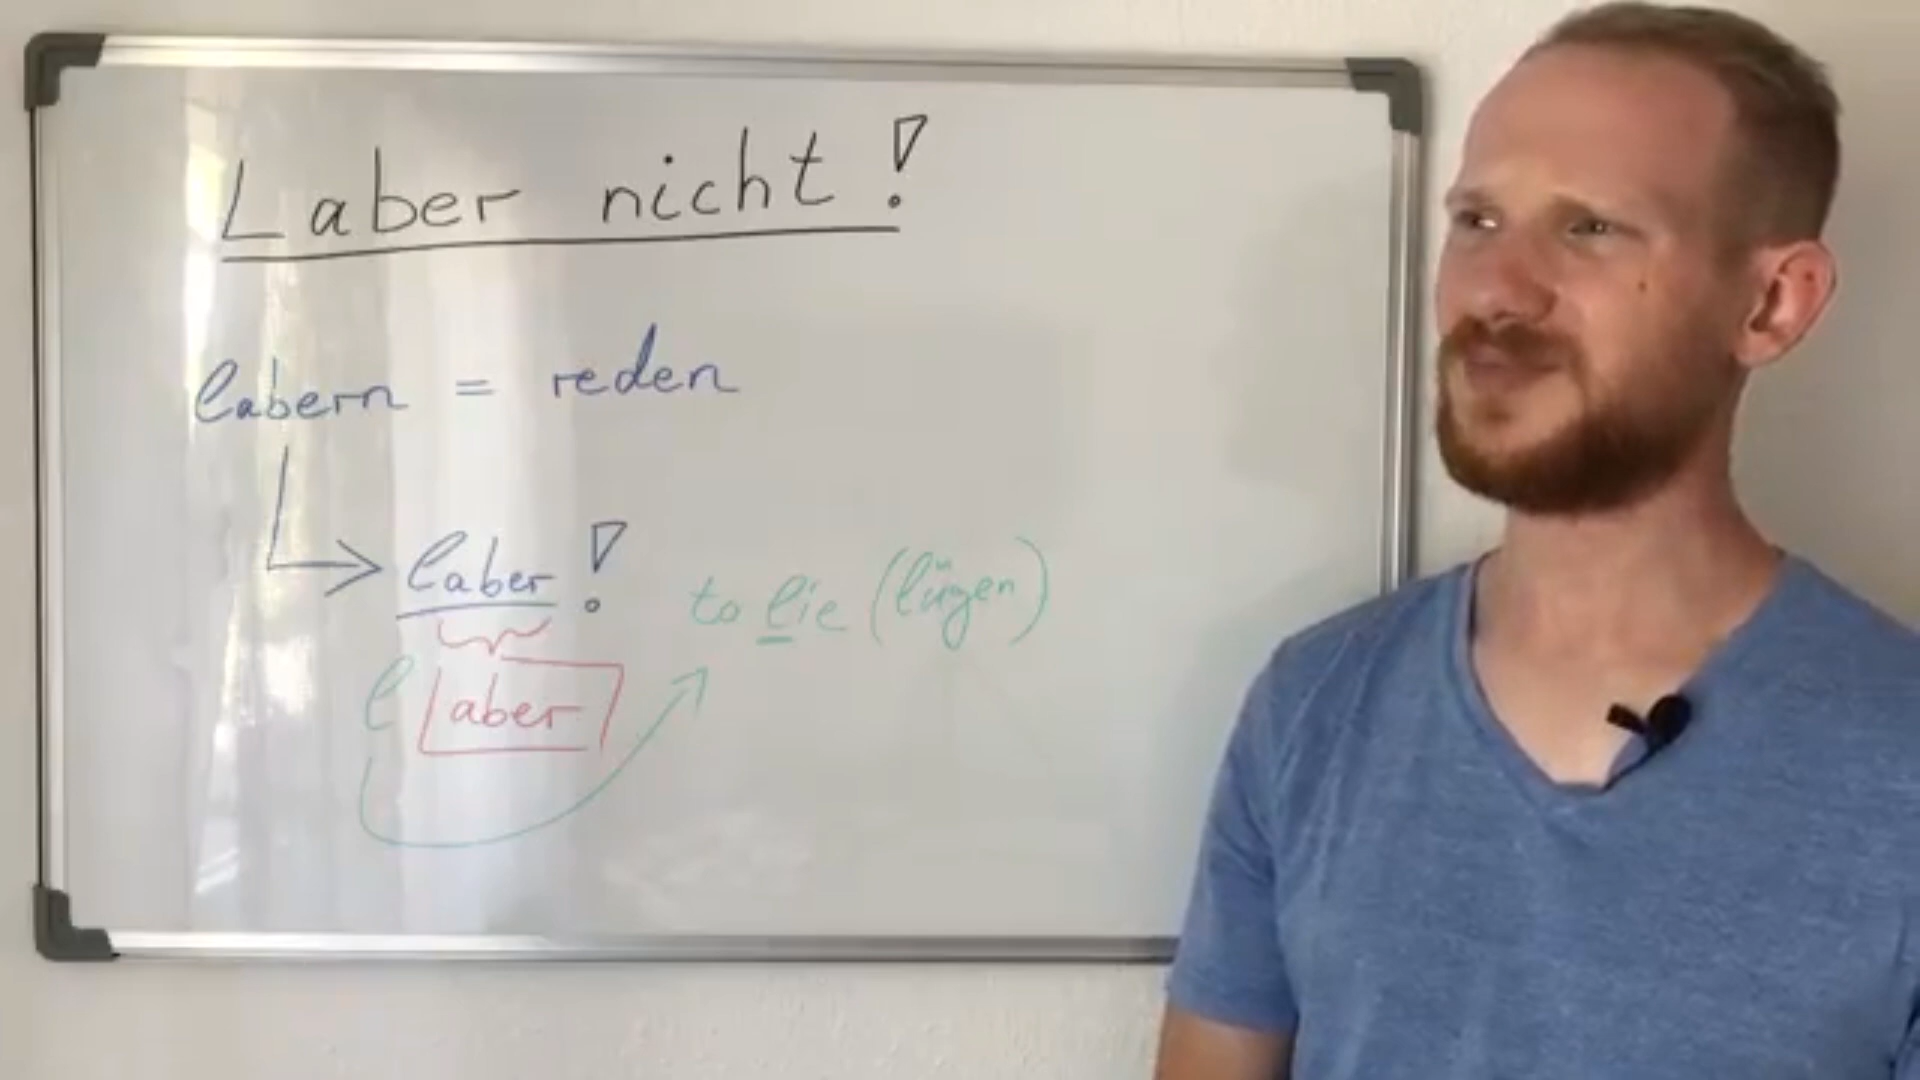 Laber nicht!
labern = reden
laber! to lie (lügen)
l aber